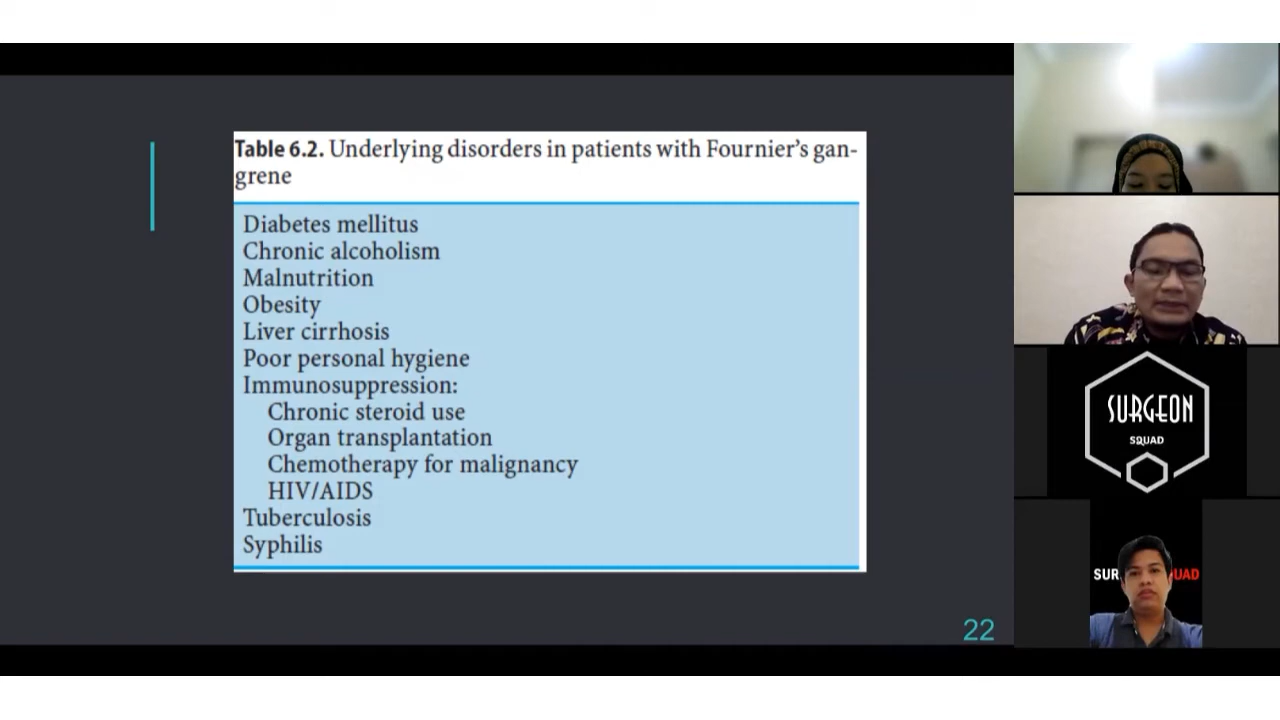 Table 6.2. Underlying disorders in patients with Fournier's gan-
grene
Diabetes mellitus
Chronic alcoholism
Malnutrition
Obesity
Liver cirrhosis
Poor personal hygiene
Immunosuppression:
Chronic steroid use
Organ transplantation
Chemotherapy for malignancy
HIV/AIDS
Tuberculosis
Syphilis
22
SURGEON
SQUAD
SUR UAD